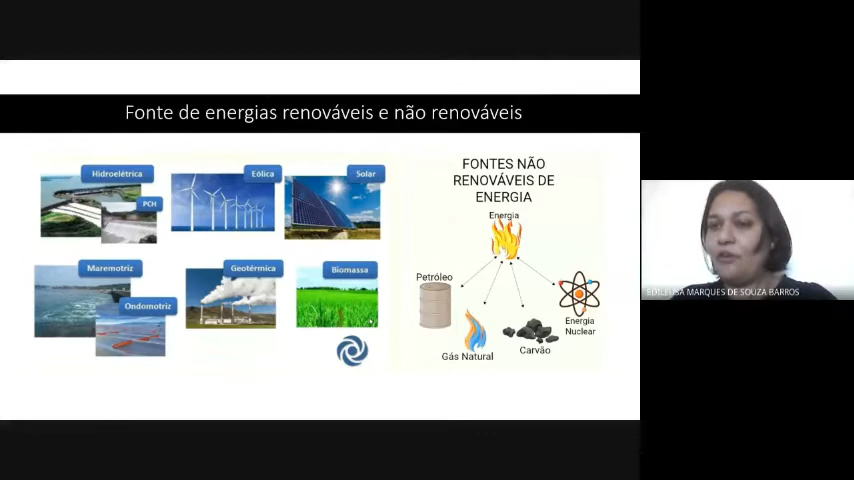 Fonte de energias renováveis e não renováveis
Hidroelétrica
PCH
Eólica
Solar
Maremotriz
Ondomotriz
Geotérmica
Biomassa
FONTES NÃO
RENOVÁVEIS DE
ENERGIA
Energia
Petróleo
Gás Natural
Carvão
Energia
Nuclear
EDILEUSA MARQUES DE SOUZA BARROS